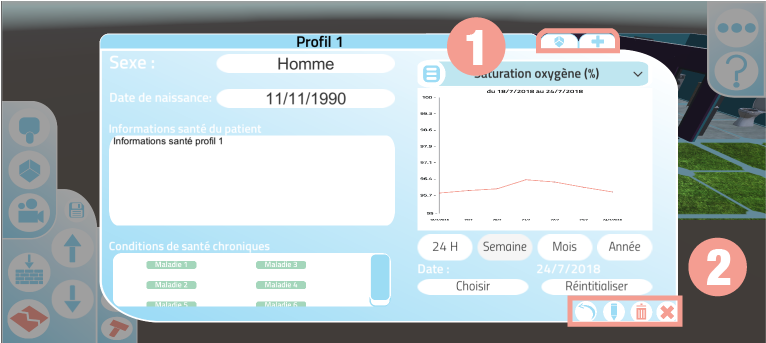 Profil 1
1
Sexe :
Homme
Date de naissance:
11/11/1990
Informations santé du patient
Informations santé profil 1
Conditions de santé chroniques
Maladie 1
Maladie 3
Maladie 2
Maladie 4
Maladie 5
Maladie 6
Saturation oxygène (%)
du 18/7/2018 au 24/7/2018
100
99.3
98.6
97.9
97.1
96.4
95.7
95
24 H
Semaine
Mois
Année
Date :
24/7/2018
Choisir
Réintitialiser
2